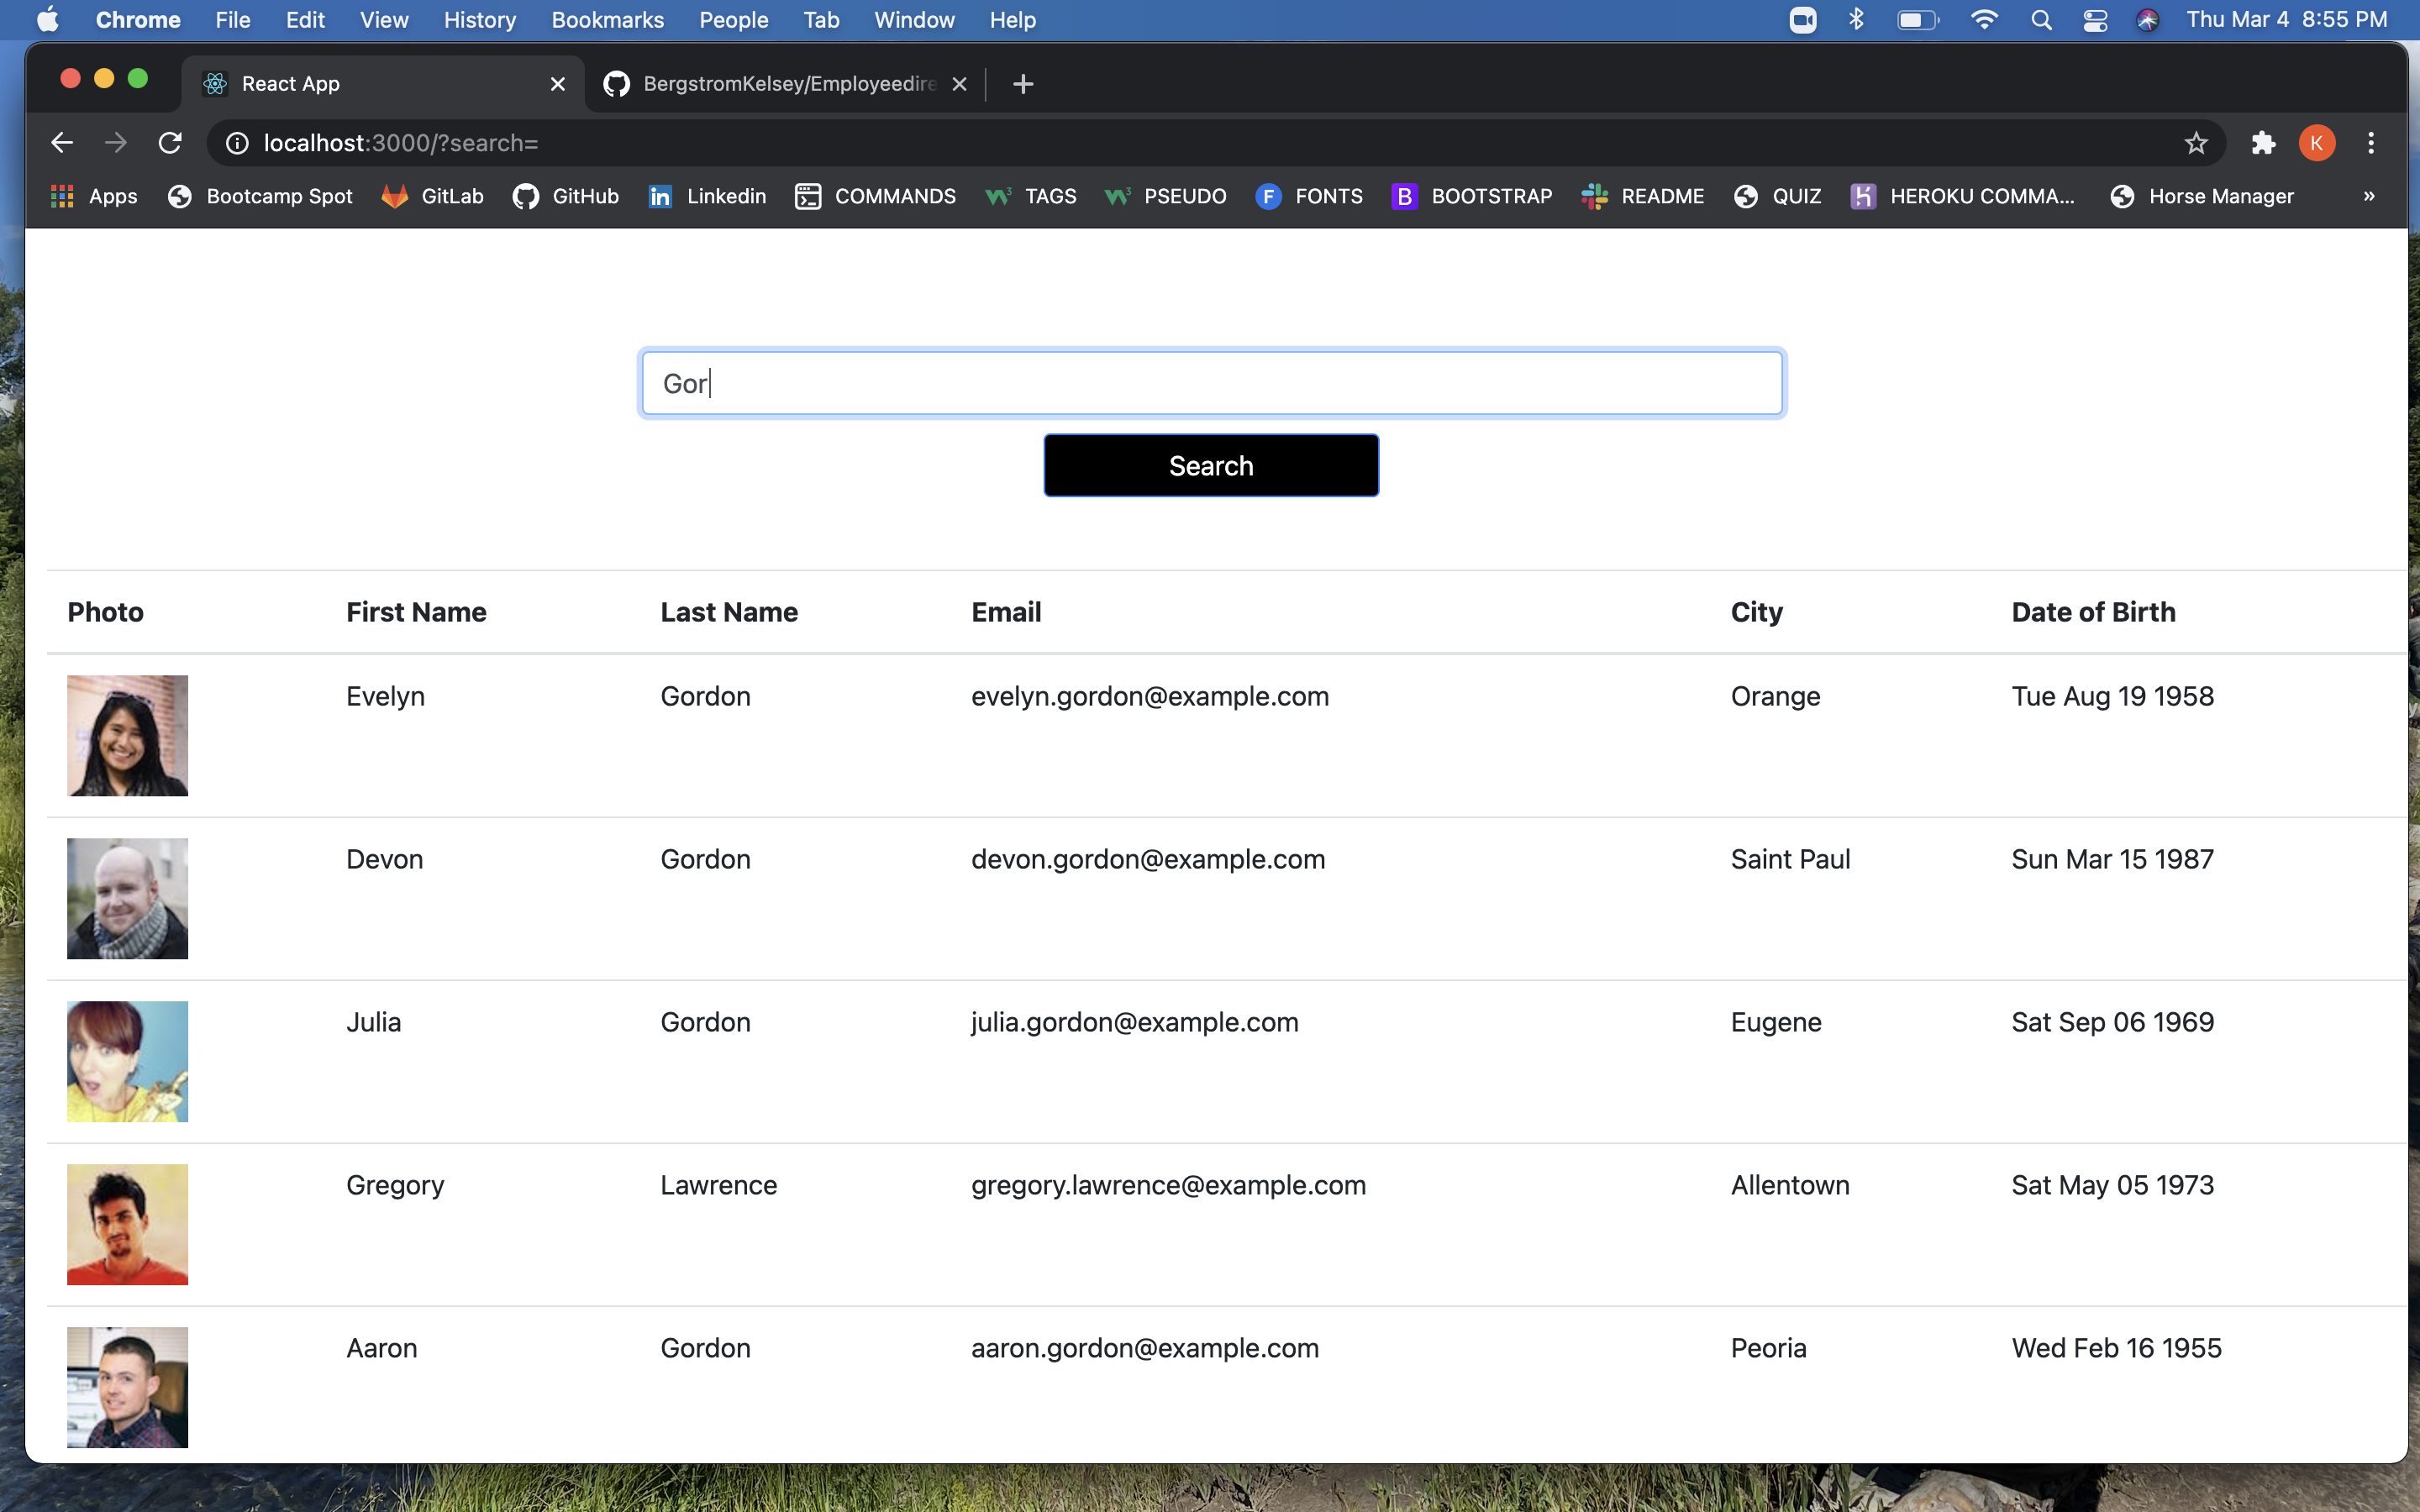 Chrome File Edit View History Bookmarks People Tab Window Help Thu Mar 4 8:55 PM
React App BergstromKelsey/Employeedire
localhost:3000/?search= K
Apps Bootcamp Spot GitLab GitHub Linkedin COMMANDS TAGS PSEUDO F FONTS B BOOTSTRAP README QUIZ HEROKU COMMA... Horse Manager »
Gor
Search
Photo First Name Last Name Email City Date of Birth
Evelyn Gordon evelyn.gordon@example.com Orange Tue Aug 19 1958
Devon Gordon devon.gordon@example.com Saint Paul Sun Mar 15 1987
Julia Gordon julia.gordon@example.com Eugene Sat Sep 06 1969
Gregory Lawrence gregory.lawrence@example.com Allentown Sat May 05 1973
Aaron Gordon aaron.gordon@example.com Peoria Wed Feb 16 1955